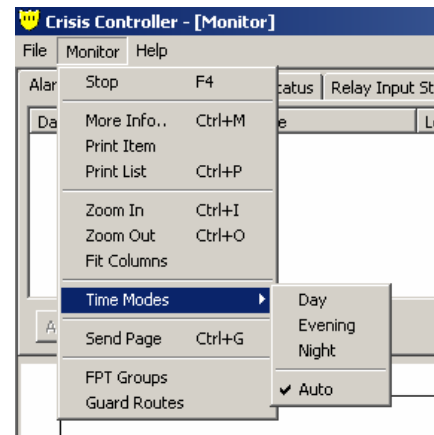 Crisis Controller - [Monitor]
File Monitor Help
Alar tatus Relay Input St
Da e L
Stop F4
More Info.. Ctrl+M
Print Item
Print List Ctrl+P
Zoom In Ctrl+I
Zoom Out Ctrl+O
Fit Columns
Time Modes
Day
Evening
Night
Auto
A
Send Page Ctrl+G
FPT Groups
Guard Routes